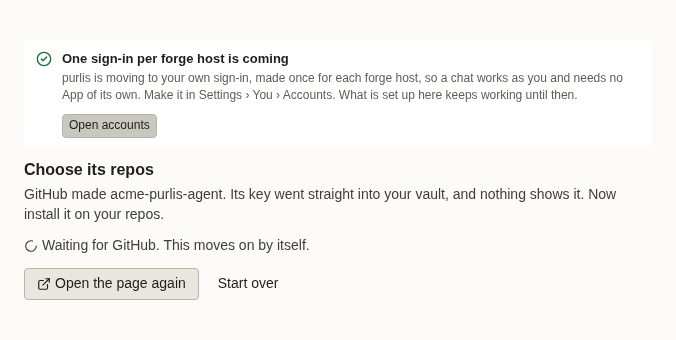 One sign-in per forge host is coming
purlis is moving to your own sign-in, made once for each forge host, so a chat works as you and needs no
App of its own. Make it in Settings › You › Accounts. What is set up here keeps working until then.
Open accounts
Choose its repos
GitHub made acme-purlis-agent. Its key went straight into your vault, and nothing shows it. Now
install it on your repos.
Waiting for GitHub. This moves on by itself.
Open the page again
Start over